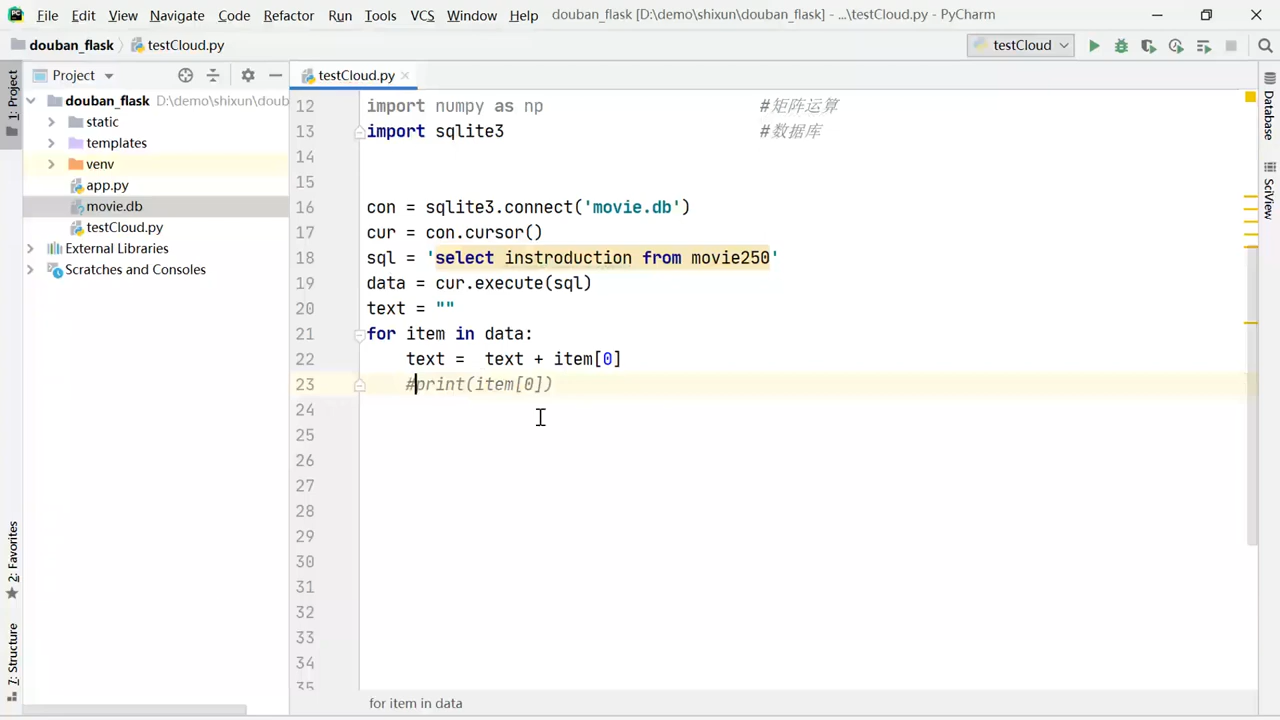 File Edit View Navigate Code Refactor Run Tools VCS Window Help douban_flask [D:\demo\shixun\douban_flask] - ...\testCloud.py - PyCharm
douban_flask testCloud.py testCloud
1: Project
Project
testCloud.py
douban_flask D:\demo\shixun\doub
static
templates
venv
app.py
movie.db
testCloud.py
External Libraries
Scratches and Consoles
12 import numpy as np #矩阵运算
13 import sqlite3 #数据库
14
15
16 con = sqlite3.connect('movie.db')
17 cur = con.cursor()
18 sql = 'select instroduction from movie250'
19 data = cur.execute(sql)
20 text = ""
21 for item in data:
22 text =  text + item[0]
23 #print(item[0])
24
25
26
27
28
29
30
31
32
33
34
35
for item in data
2: Favorites
7: Structure
Database
SciView